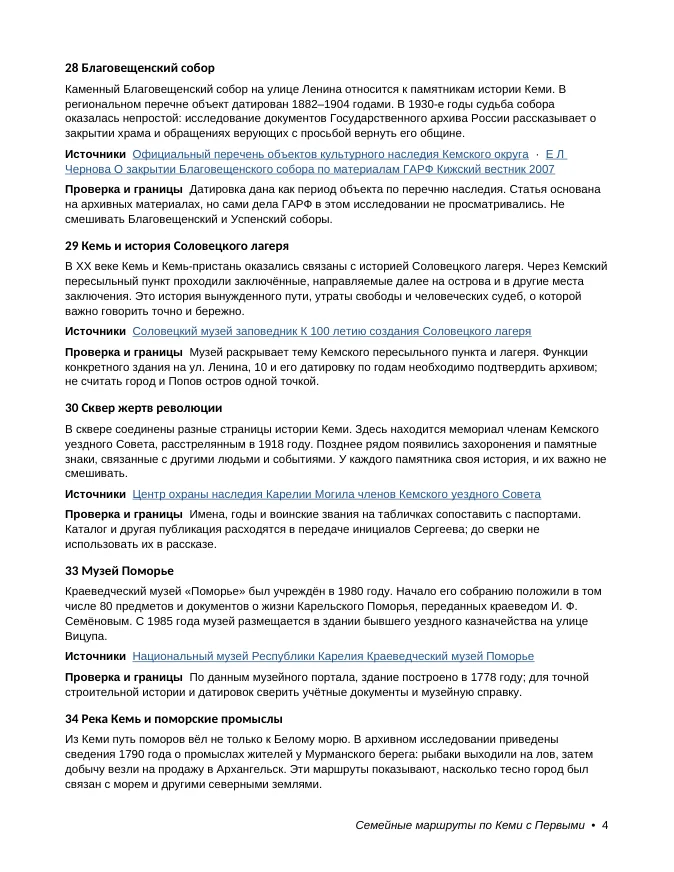 28 Благовещенский собор
Каменный Благовещенский собор на улице Ленина относится к памятникам истории Кеми. В
региональном перечне объект датирован 1882–1904 годами. В 1930-е годы судьба собора
оказалась непростой: исследование документов Государственного архива России рассказывает о
закрытии храма и обращениях верующих с просьбой вернуть его общине.
Источники Официальный перечень объектов культурного наследия Кемского округа · Е Л
Чернова О закрытии Благовещенского собора по материалам ГАРФ Кижский вестник 2007
Проверка и границы Датировка дана как период объекта по перечню наследия. Статья основана
на архивных материалах, но сами дела ГАРФ в этом исследовании не просматривались. Не
смешивать Благовещенский и Успенский соборы.
29 Кемь и история Соловецкого лагеря
В XX веке Кемь и Кемь-пристань оказались связаны с историей Соловецкого лагеря. Через Кемский
пересыльный пункт проходили заключённые, направляемые далее на острова и в другие места
заключения. Это история вынужденного пути, утраты свободы и человеческих судеб, о которой
важно говорить точно и бережно.
Источники Соловецкий музей заповедник К 100 летию создания Соловецкого лагеря
Проверка и границы Музей раскрывает тему Кемского пересыльного пункта и лагеря. Функции
конкретного здания на ул. Ленина, 10 и его датировку по годам необходимо подтвердить архивом;
не считать город и Попов остров одной точкой.
30 Сквер жертв революции
В сквере соединены разные страницы истории Кеми. Здесь находится мемориал членам Кемского
уездного Совета, расстрелянным в 1918 году. Позднее рядом появились захоронения и памятные
знаки, связанные с другими людьми и событиями. У каждого памятника своя история, и их важно не
смешивать.
Источники Центр охраны наследия Карелии Могила членов Кемского уездного Совета
Проверка и границы Имена, годы и воинские звания на табличках сопоставить с паспортами.
Каталог и другая публикация расходятся в передаче инициалов Сергеева; до сверки не
использовать их в рассказе.
33 Музей Поморье
Краеведческий музей «Поморье» был учреждён в 1980 году. Начало его собранию положили в том
числе 80 предметов и документов о жизни Карельского Поморья, переданных краеведом И. Ф.
Семёновым. С 1985 года музей размещается в здании бывшего уездного казначейства на улице
Вицупа.
Источники Национальный музей Республики Карелия Краеведческий музей Поморье
Проверка и границы По данным музейного портала, здание построено в 1778 году; для точной
строительной истории и датировок сверить учётные документы и музейную справку.
34 Река Кемь и поморские промыслы
Из Кеми путь поморов вёл не только к Белому морю. В архивном исследовании приведены
сведения 1790 года о промыслах жителей у Мурманского берега: рыбаки выходили на лов, затем
добычу везли на продажу в Архангельск. Эти маршруты показывают, насколько тесно город был
связан с морем и другими северными землями.
Семейные маршруты по Кеми с Первыми • 4